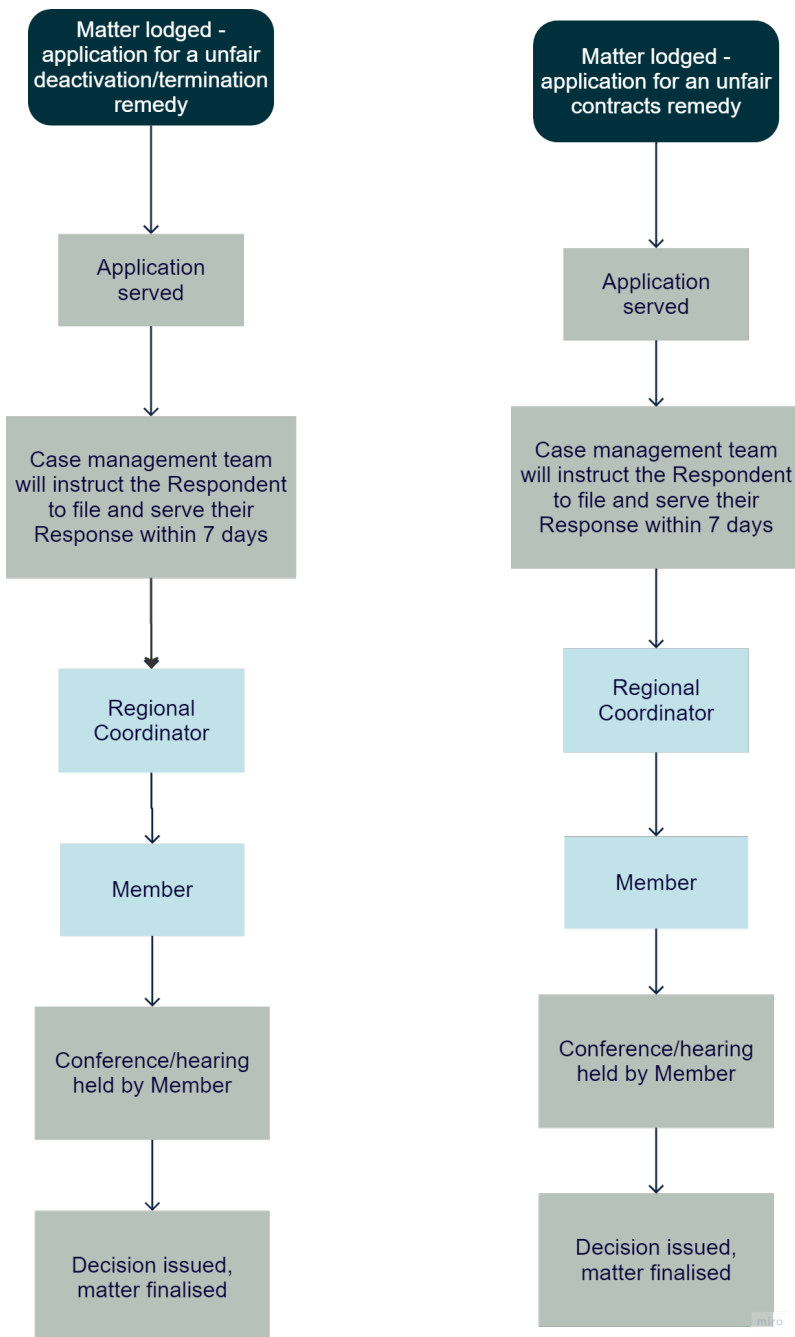 Matter lodged -
application for a unfair
deactivation/termination
remedy
Application
served
Case management team
will instruct the Respondent
to file and serve their
Response within 7 days
Regional
Coordinator
Member
Conference/hearing
held by Member
Decision issued,
matter finalised
Matter lodged -
application for an unfair
contracts remedy
Application
served
Case management team
will instruct the Respondent
to file and serve their
Response within 7 days
Regional
Coordinator
Member
Conference/hearing
held by Member
Decision issued,
matter finalised
miro